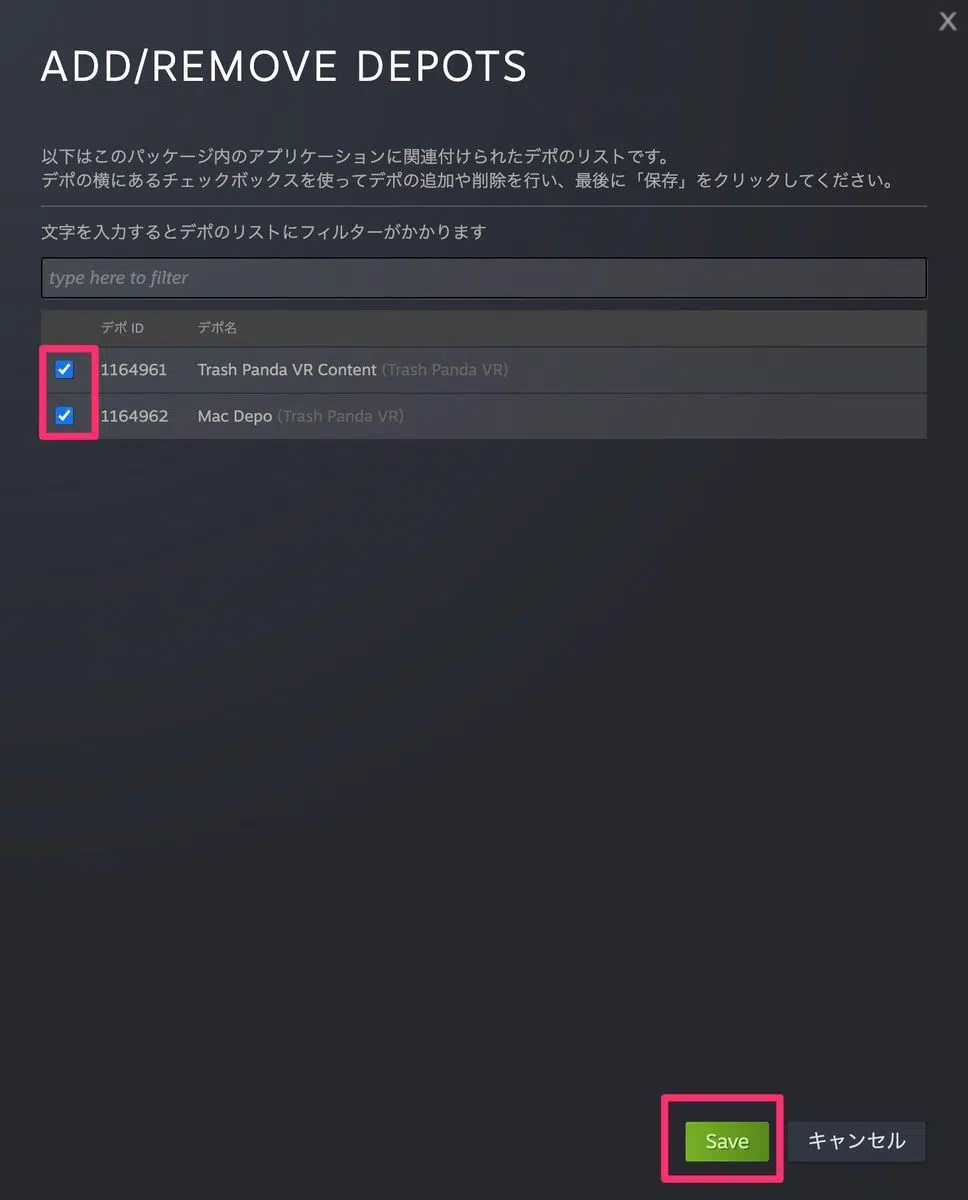 X
ADD/REMOVE DEPOTS
以下はこのパッケージ内のアプリケーションに関連付けられたデポのリストです。
デポの横にあるチェックボックスを使ってデポの追加や削除を行い、最後に「保存」をクリックしてください。
文字を入力するとデポのリストにフィルターがかかります
type here to filter
デポ ID デポ名
1164961 Trash Panda VR Content (Trash Panda VR)
1164962 Mac Depo (Trash Panda VR)
Save キャンセル